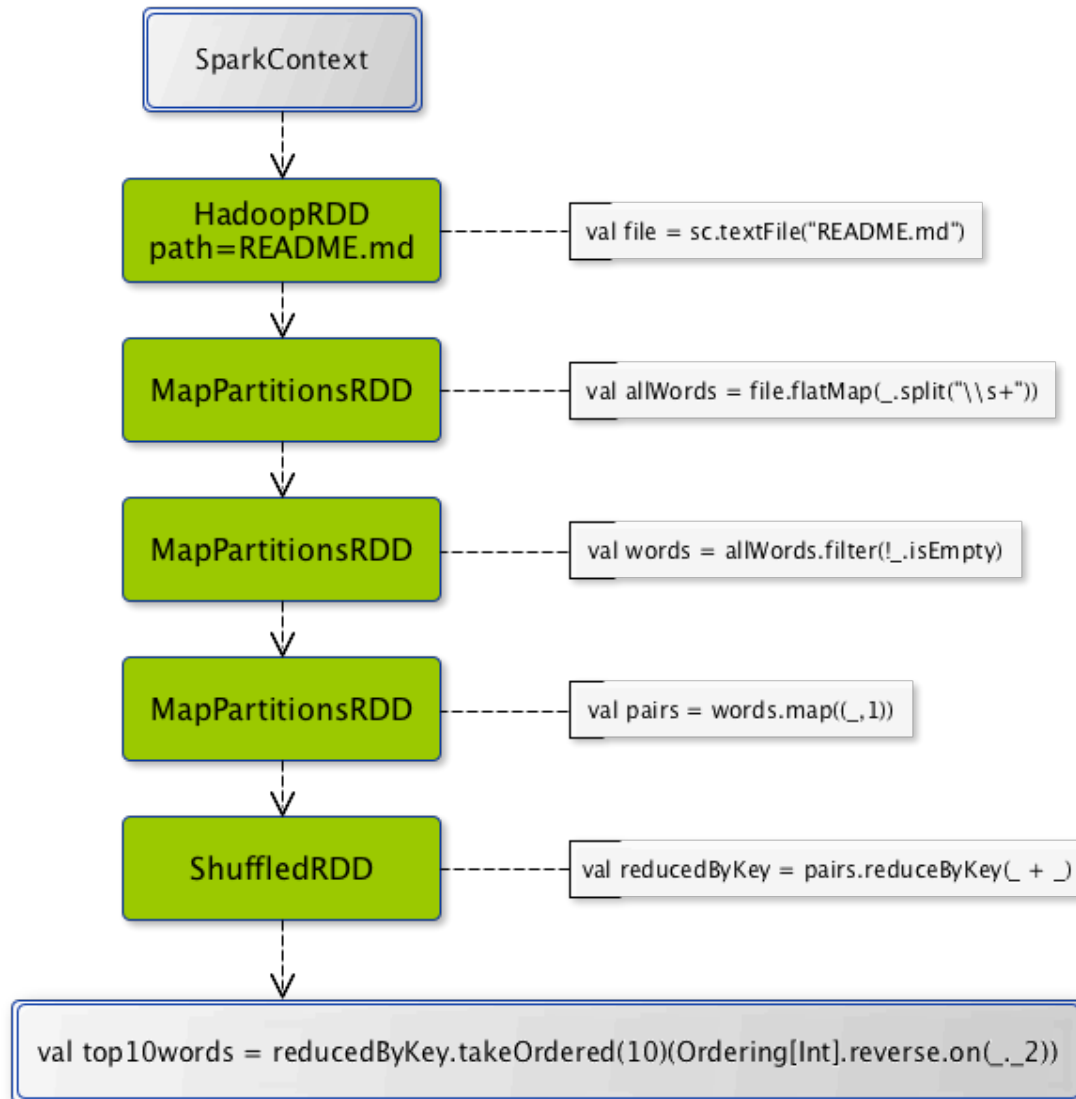 SparkContext
HadoopRDD
path=README.md
val file = sc.textFile("README.md")
MapPartitionsRDD
val allWords = file.flatMap(_.split("\\s+"))
MapPartitionsRDD
val words = allWords.filter(!_.isEmpty)
MapPartitionsRDD
val pairs = words.map((_,1))
ShuffledRDD
val reducedByKey = pairs.reduceByKey(_ + _)
val top10words = reducedByKey.takeOrdered(10)(Ordering[Int].reverse.on(_._2))